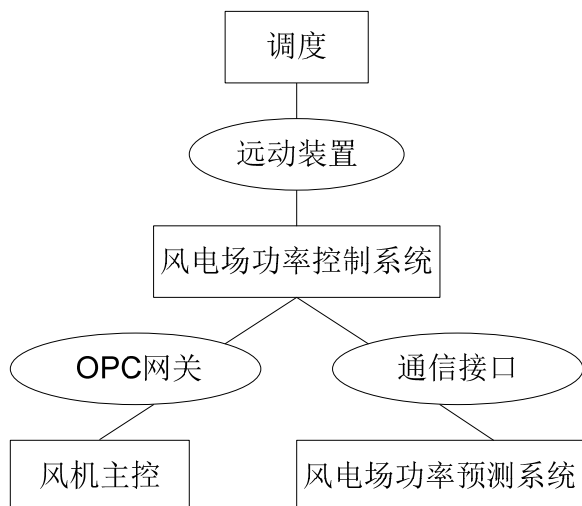 调度
远动装置
风电场功率控制系统
OPC网关
通信接口
风机主控
风电场功率预测系统